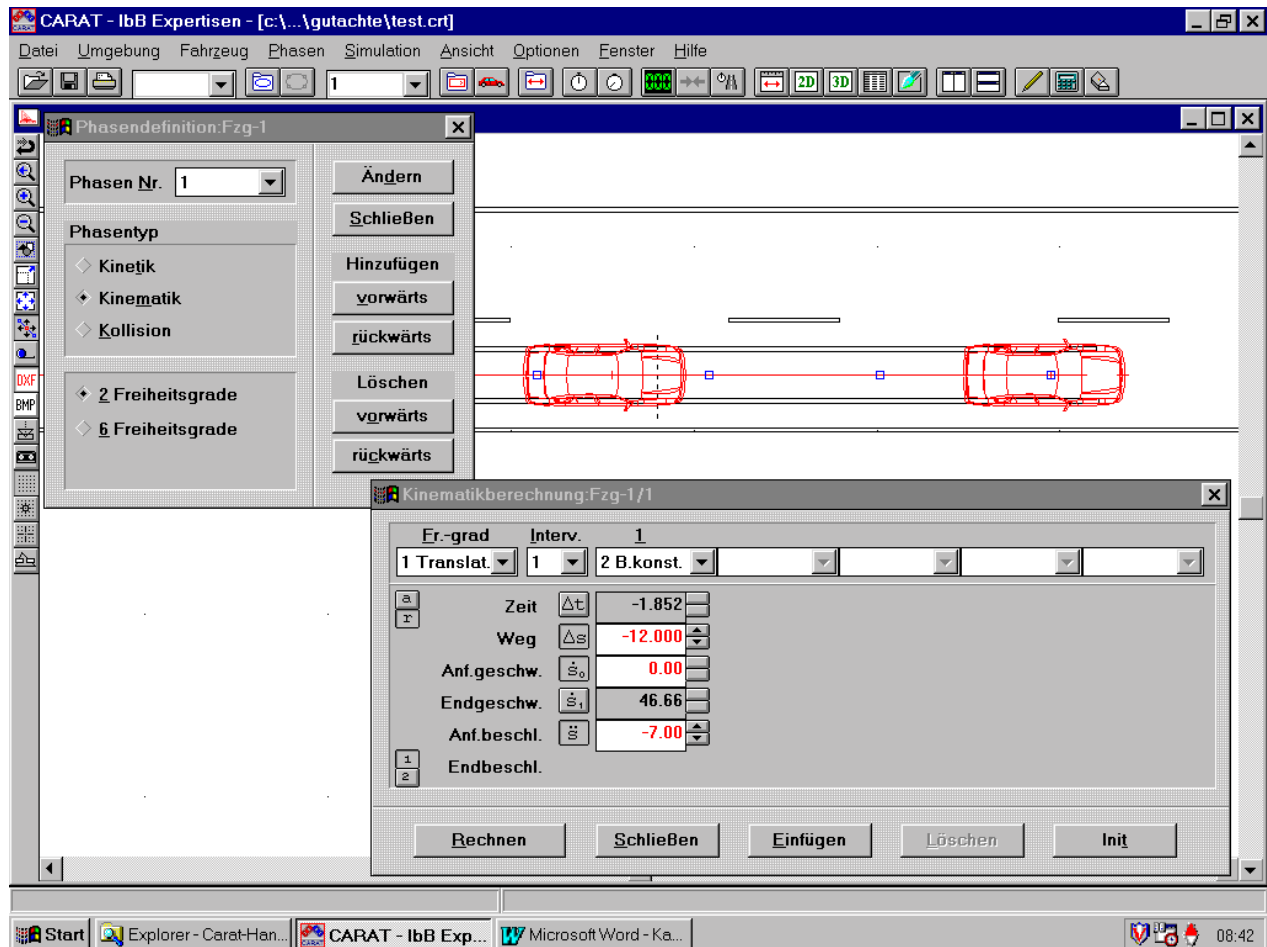 CARAT - IbB Expertisen - [c:\...\gutachte\test.crt]
Datei Umgebung Fahrzeug Phasen Simulation Ansicht Optionen Fenster Hilfe
1
000
2D
3D
Phasendefinition:Fzg-1
Phasen Nr. 1
Ändern
Schließen
Phasentyp
Kinetik
Kinematik
Kollision
Hinzufügen
vorwärts
rückwärts
2 Freiheitsgrade
6 Freiheitsgrade
Löschen
vorwärts
rückwärts
DXF
BMP
Kinematikberechnung:Fzg-1/1
Fr.-grad Interv. 1
1 Translat. 1 2 B.konst.
a
r
Zeit Δt -1.852
Weg Δs -12.000
Anf.geschw. ṡ₀ 0.00
Endgeschw. ṡ₁ 46.66
Anf.beschl. s̈ -7.00
1
2
Endbeschl.
Rechnen Schließen Einfügen Löschen Init
Start Explorer - Carat-Han... CARAT - IbB Exp... Microsoft Word - Ka... 08:42